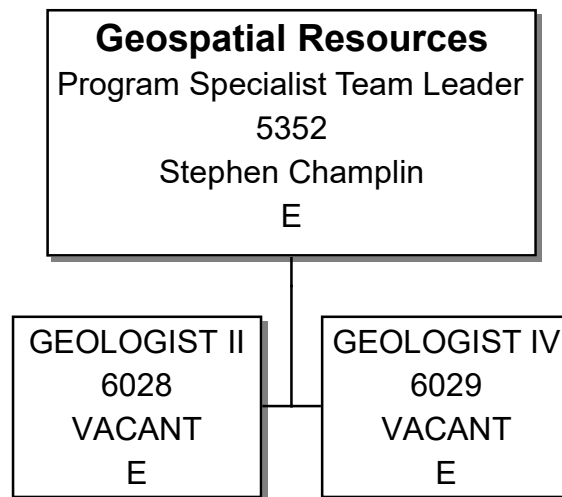 Geospatial Resources
Program Specialist Team Leader
5352
Stephen Champlin
E
GEOLOGIST II
6028
VACANT
E
GEOLOGIST IV
6029
VACANT
E